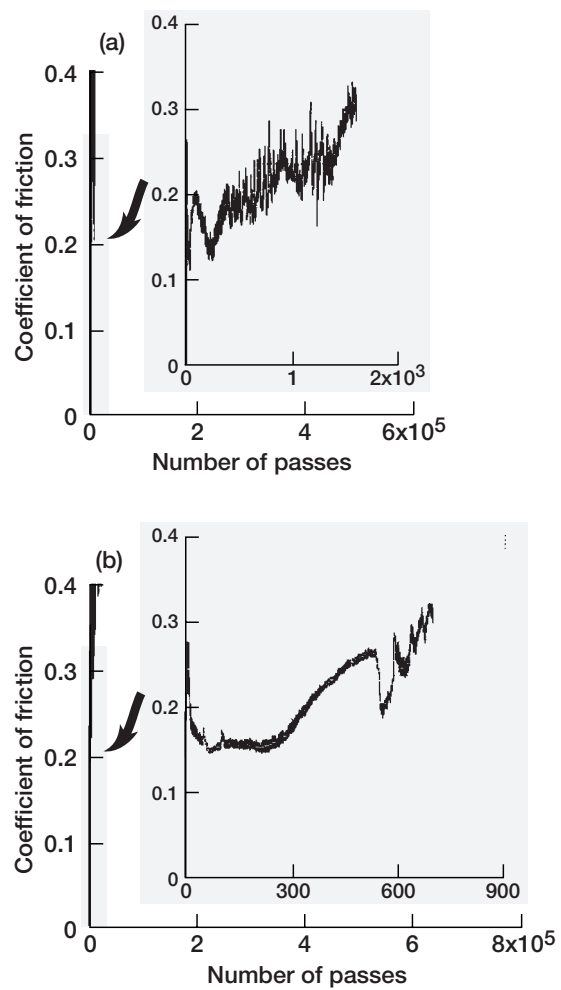 (a)
Coefficient of friction
0.4
0.3
0.2
0.1
0
0.4
0.3
0.2
0.1
0
0 1 2x10³
0 2 4 6x10⁵
Number of passes
(b)
Coefficient of friction
0.4
0.3
0.2
0.1
0
0.4
0.3
0.2
0.1
0
0 300 600 900
0 2 4 6 8x10⁵
Number of passes